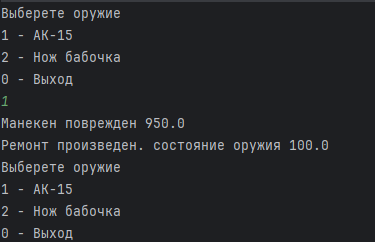 Выберете оружие
1 - АК-15
2 - Нож бабочка
0 - Выход
1
Манекен поврежден 950.0
Ремонт произведен. состояние оружия 100.0
Выберете оружие
1 - АК-15
2 - Нож бабочка
0 - Выход